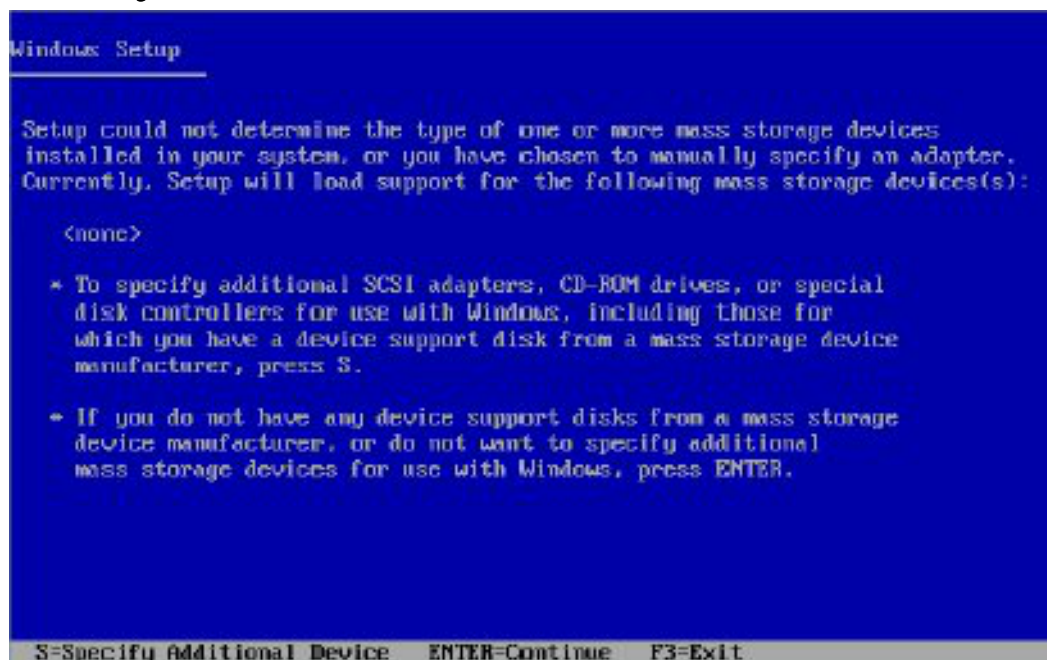 Windows Setup
Setup could not determine the type of one or more mass storage devices
installed in your system, or you have chosen to manually specify an adapter.
Currently, Setup will load support for the following mass storage devices(s):
<none>
* To specify additional SCSI adapters, CD-ROM drives, or special
disk controllers for use with Windows, including those for
which you have a device support disk from a mass storage device
manufacturer, press S.
* If you do not have any device support disks from a mass storage
device manufacturer, or do not want to specify additional
mass storage devices for use with Windows, press ENTER.
S=Specify Additional Device ENTER=Continue F3=Exit